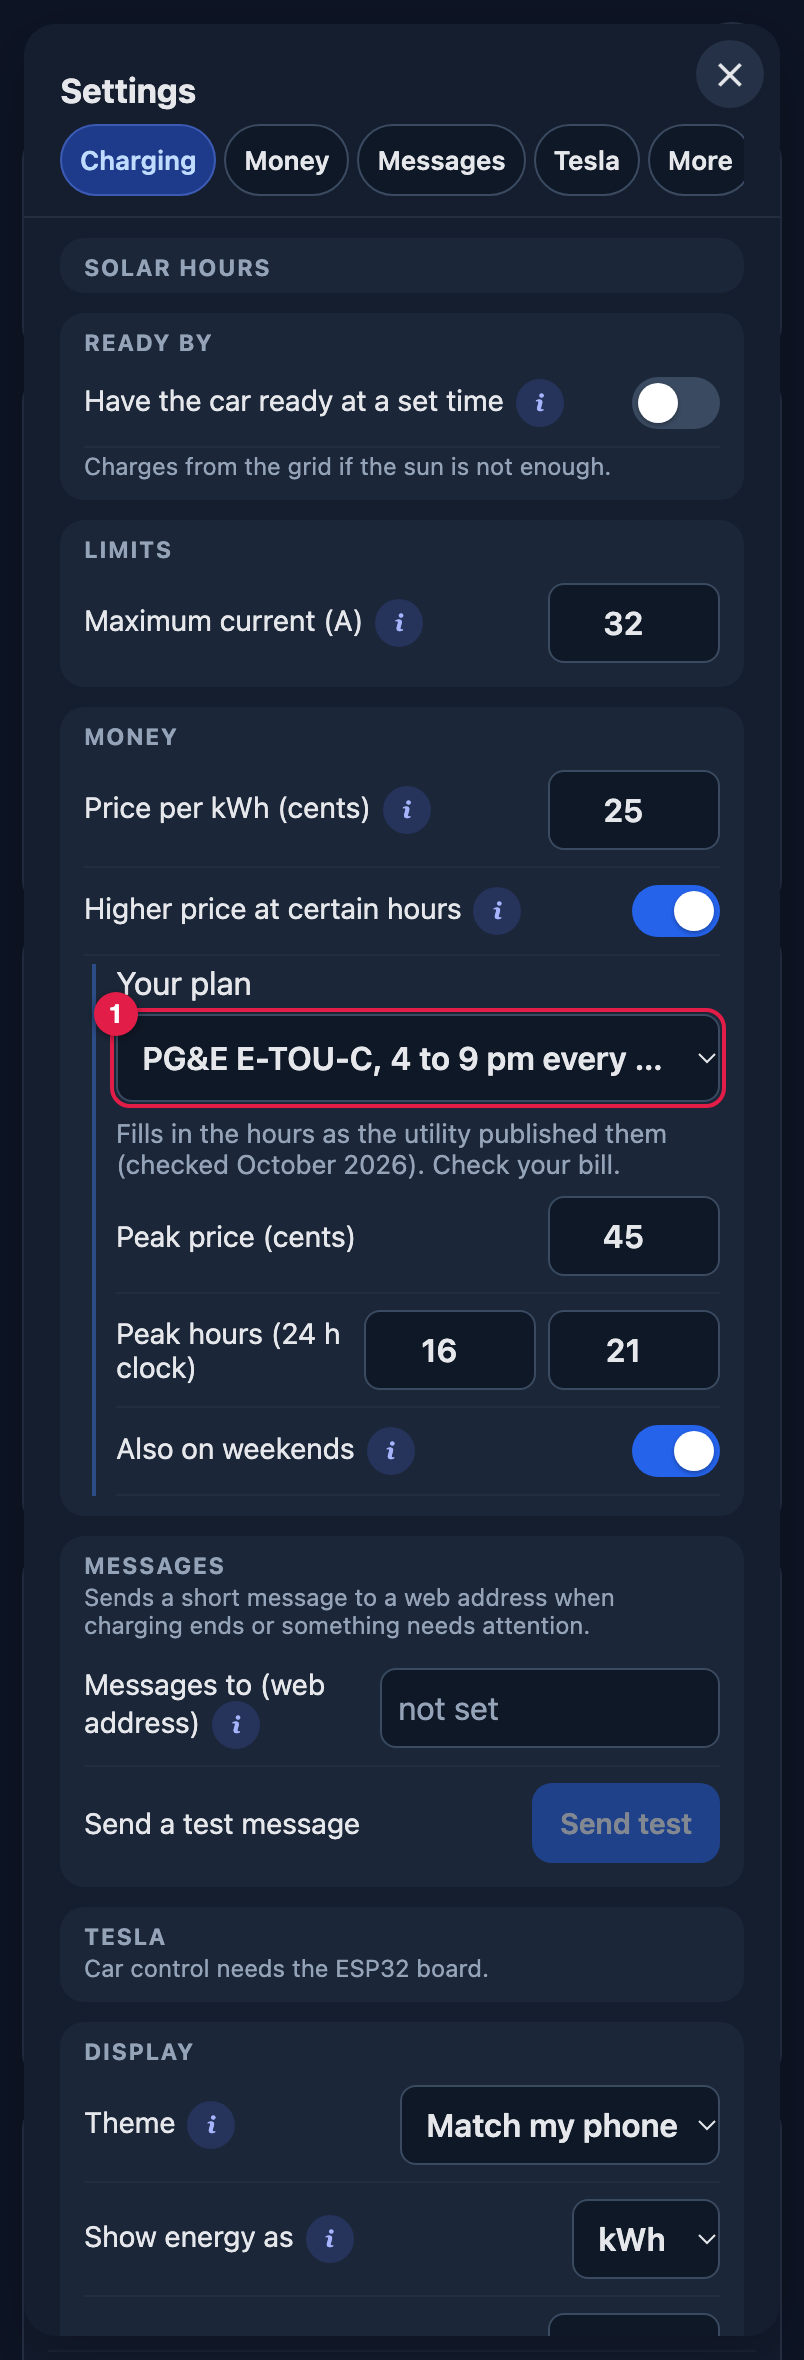 Settings
Charging Money Messages Tesla More
SOLAR HOURS
READY BY
Have the car ready at a set time i
Charges from the grid if the sun is not enough.
LIMITS
Maximum current (A) i 32
MONEY
Price per kWh (cents) i 25
Higher price at certain hours i
Your plan
1
PG&E E-TOU-C, 4 to 9 pm every ...
Fills in the hours as the utility published them
(checked October 2026). Check your bill.
Peak price (cents) 45
Peak hours (24 h
clock) 16 21
Also on weekends i
MESSAGES
Sends a short message to a web address when
charging ends or something needs attention.
Messages to (web
address) i not set
Send a test message Send test
TESLA
Car control needs the ESP32 board.
DISPLAY
Theme i Match my phone
Show energy as i kWh